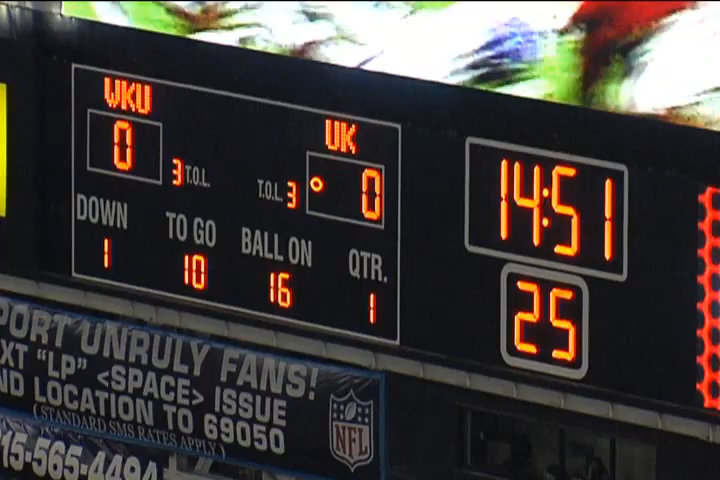 WKU
UK
0
3 T.O.L.
T.O.L. 3
0
DOWN
TO GO
BALL ON
QTR.
1
10
16
1
14:51
25
PORT UNRULY FANS!
XT "LP" <SPACE> ISSUE
ND LOCATION TO 69050
(STANDARD SMS RATES APPLY)
15-565-4494
NFL